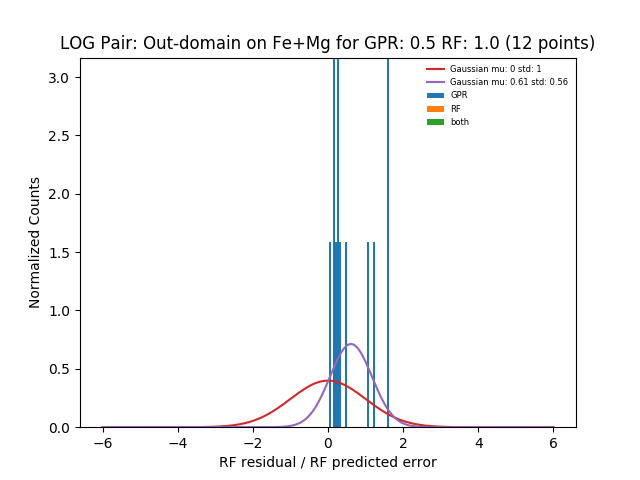 LOG Pair: Out-domain on Fe+Mg for GPR: 0.5 RF: 1.0 (12 points)
Gaussian mu: 0 std: 1
Gaussian mu: 0.61 std: 0.56
GPR
RF
both
Normalized Counts
3.0
2.5
2.0
1.5
1.0
0.5
0.0
−6 −4 −2 0 2 4 6
RF residual / RF predicted error